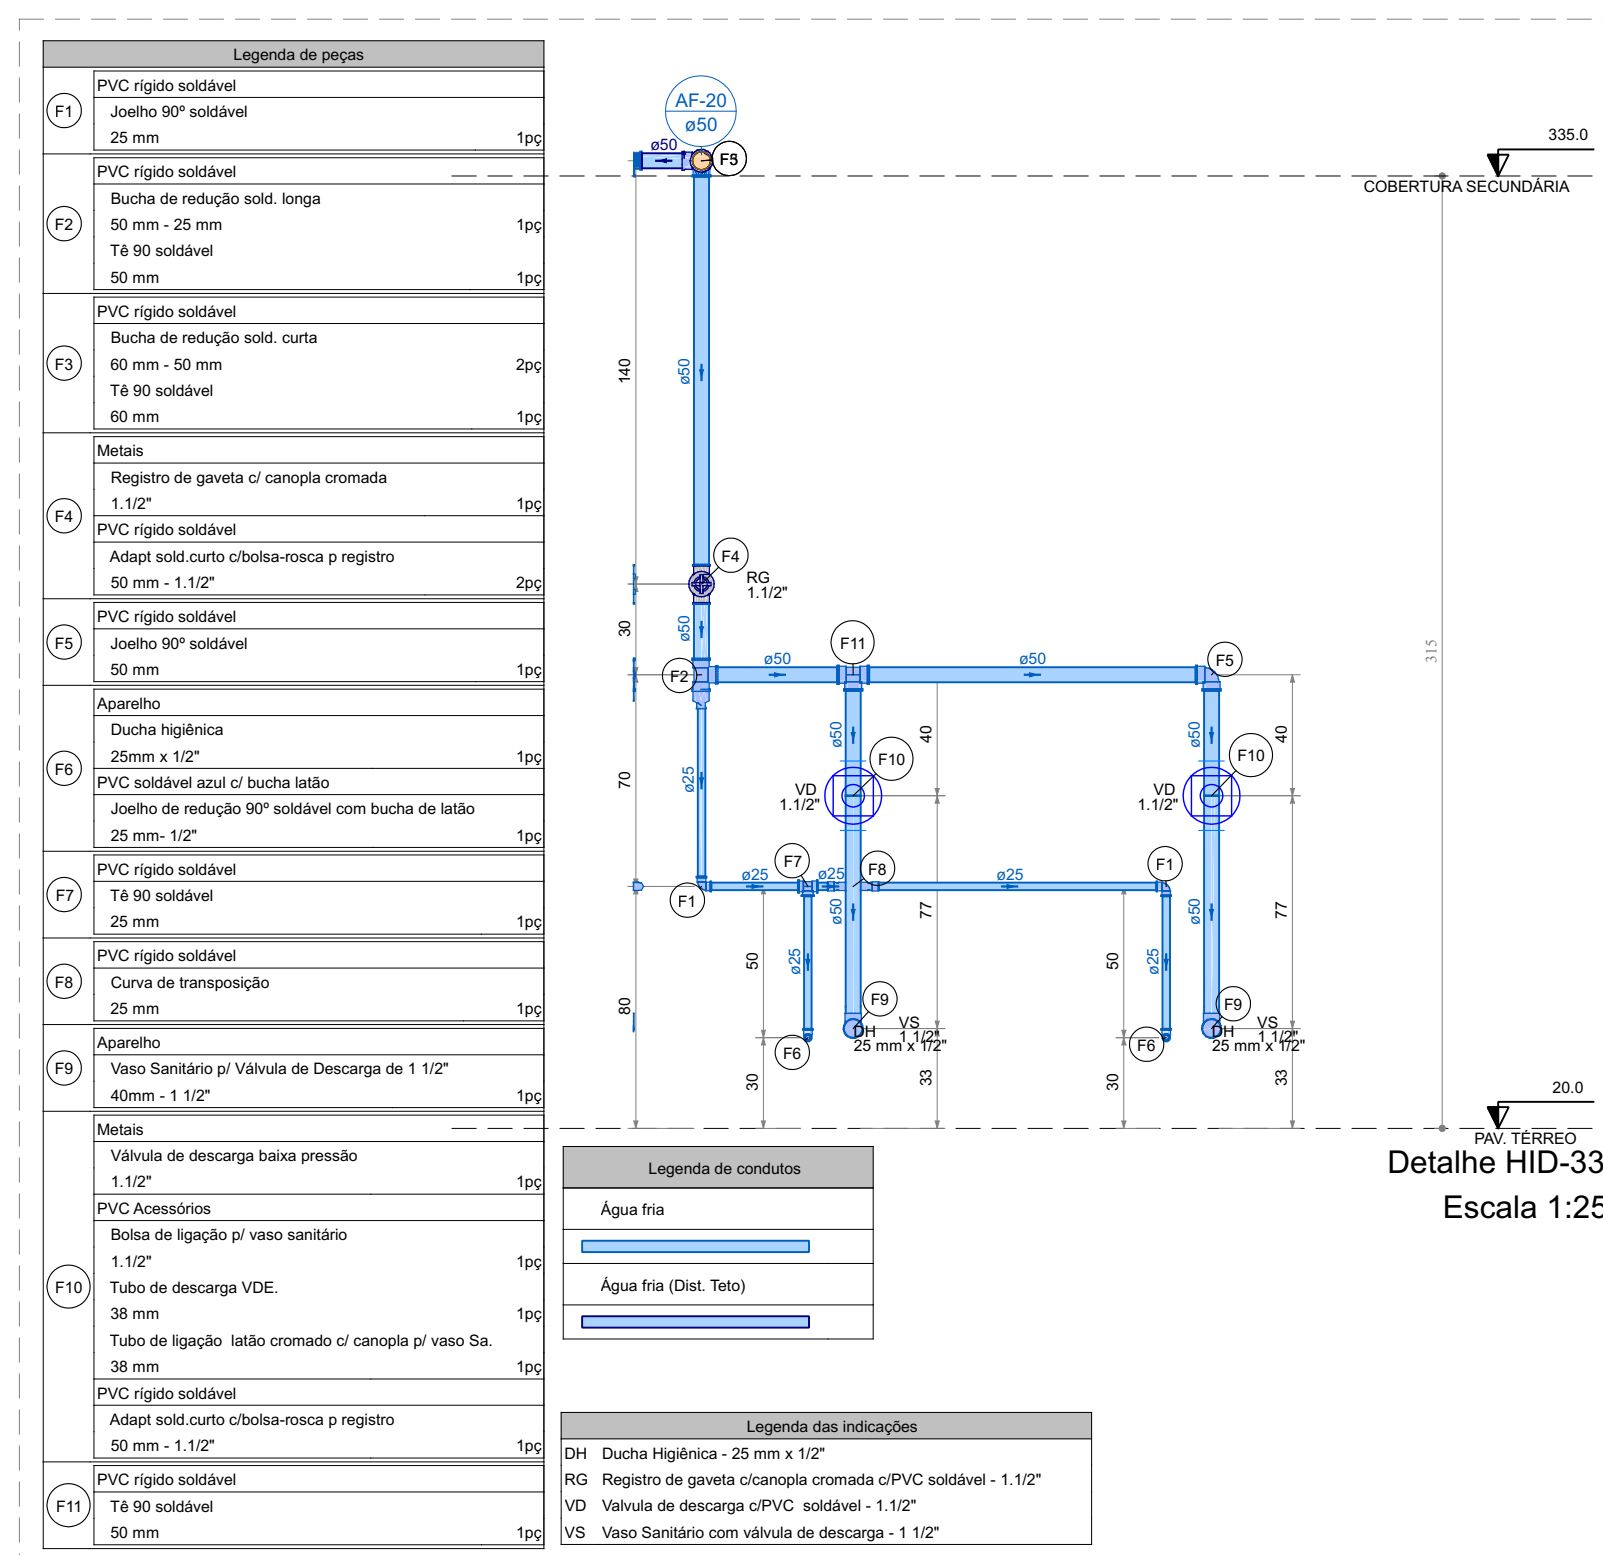 Legenda de peças
F1
PVC rígido soldável
Joelho 90º soldável
25 mm 1pç
F2
PVC rígido soldável
Bucha de redução sold. longa
50 mm - 25 mm 1pç
Tê 90 soldável
50 mm 1pç
F3
PVC rígido soldável
Bucha de redução sold. curta
60 mm - 50 mm 2pç
Tê 90 soldável
60 mm 1pç
F4
Metais
Registro de gaveta c/ canopla cromada
1.1/2" 1pç
PVC rígido soldável
Adapt sold.curto c/bolsa-rosca p registro
50 mm - 1.1/2" 2pç
F5
PVC rígido soldável
Joelho 90º soldável
50 mm 1pç
F6
Aparelho
Ducha higiênica
25mm x 1/2" 1pç
PVC soldável azul c/ bucha latão
Joelho de redução 90º soldável com bucha de latão
25 mm- 1/2" 1pç
F7
PVC rígido soldável
Tê 90 soldável
25 mm 1pç
F8
PVC rígido soldável
Curva de transposição
25 mm 1pç
F9
Aparelho
Vaso Sanitário p/ Válvula de Descarga de 1 1/2"
40mm - 1 1/2" 1pç
F10
Metais
Válvula de descarga baixa pressão
1.1/2" 1pç
PVC Acessórios
Bolsa de ligação p/ vaso sanitário
1.1/2" 1pç
Tubo de descarga VDE.
38 mm 1pç
Tubo de ligação latão cromado c/ canopla p/ vaso Sa.
38 mm 1pç
PVC rígido soldável
Adapt sold.curto c/bolsa-rosca p registro
50 mm - 1.1/2" 1pç
F11
PVC rígido soldável
Tê 90 soldável
50 mm 1pç
AF-20
ø50
ø50
335.0
COBERTURA SECUNDÁRIA
140
ø50
F4
RG
1.1/2"
30
ø50
F2
ø50
F11
ø50
F5
315
ø50
40
ø50
40
F10
F10
VD
1.1/2"
VD
1.1/2"
70
ø25
F1
ø25
F7
ø25
F8
ø25
F1
ø50
77
ø50
77
80
50
ø25
50
ø25
F9
F9
DH
VS
1 1/2"
25 mm x 1/2"
DH
VS
1 1/2"
25 mm x 1/2"
F6
F6
30
33
30
33
20.0
PAV. TÉRREO
Detalhe HID-33
Escala 1:25
Legenda de condutos
Água fria
Água fria (Dist. Teto)
Legenda das indicações
DH Ducha Higiênica - 25 mm x 1/2"
RG Registro de gaveta c/canopla cromada c/PVC soldável - 1.1/2"
VD Valvula de descarga c/PVC soldável - 1.1/2"
VS Vaso Sanitário com válvula de descarga - 1 1/2"